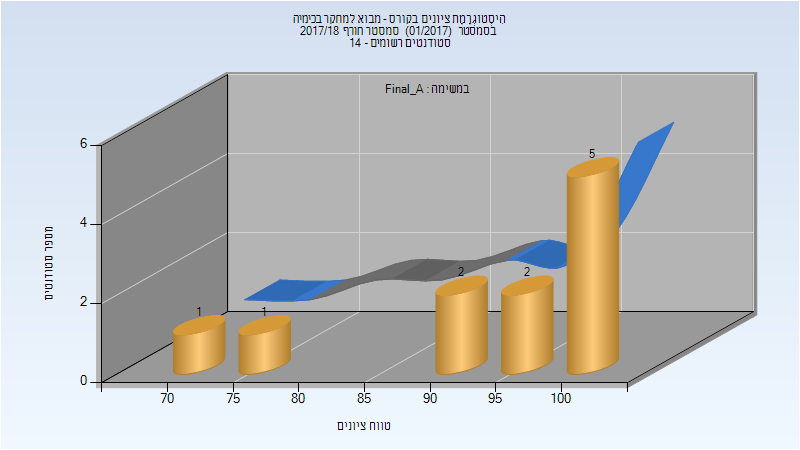 היסטוגרמת ציונים בקורס - מבוא למחקר בכימיה
בסמסטר (01/2017) סמסטר חורף 2017/18
סטודנטים רשומים - 14
במשימה : Final_A
6
4
2
0
מספר סטודנטים
1
1
2
2
5
70
75
80
85
90
95
100
טווח ציונים